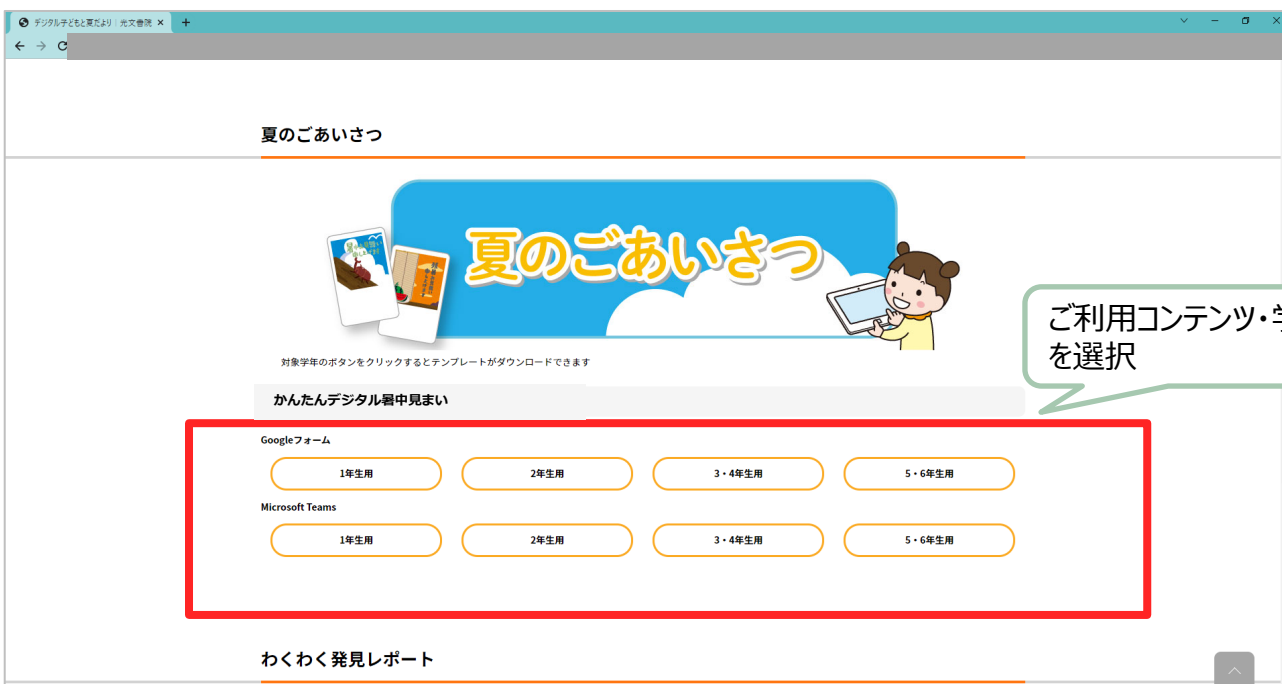 デジタル子どもと夏だより｜光文書院
夏のごあいさつ
夏のごあいさつ
対象学年のボタンをクリックするとテンプレートがダウンロードできます
ご利用コンテンツ・学
を選択
かんたんデジタル暑中見まい
Googleフォーム
1年生用 2年生用 3・4年生用 5・6年生用
Microsoft Teams
1年生用 2年生用 3・4年生用 5・6年生用
わくわく発見レポート